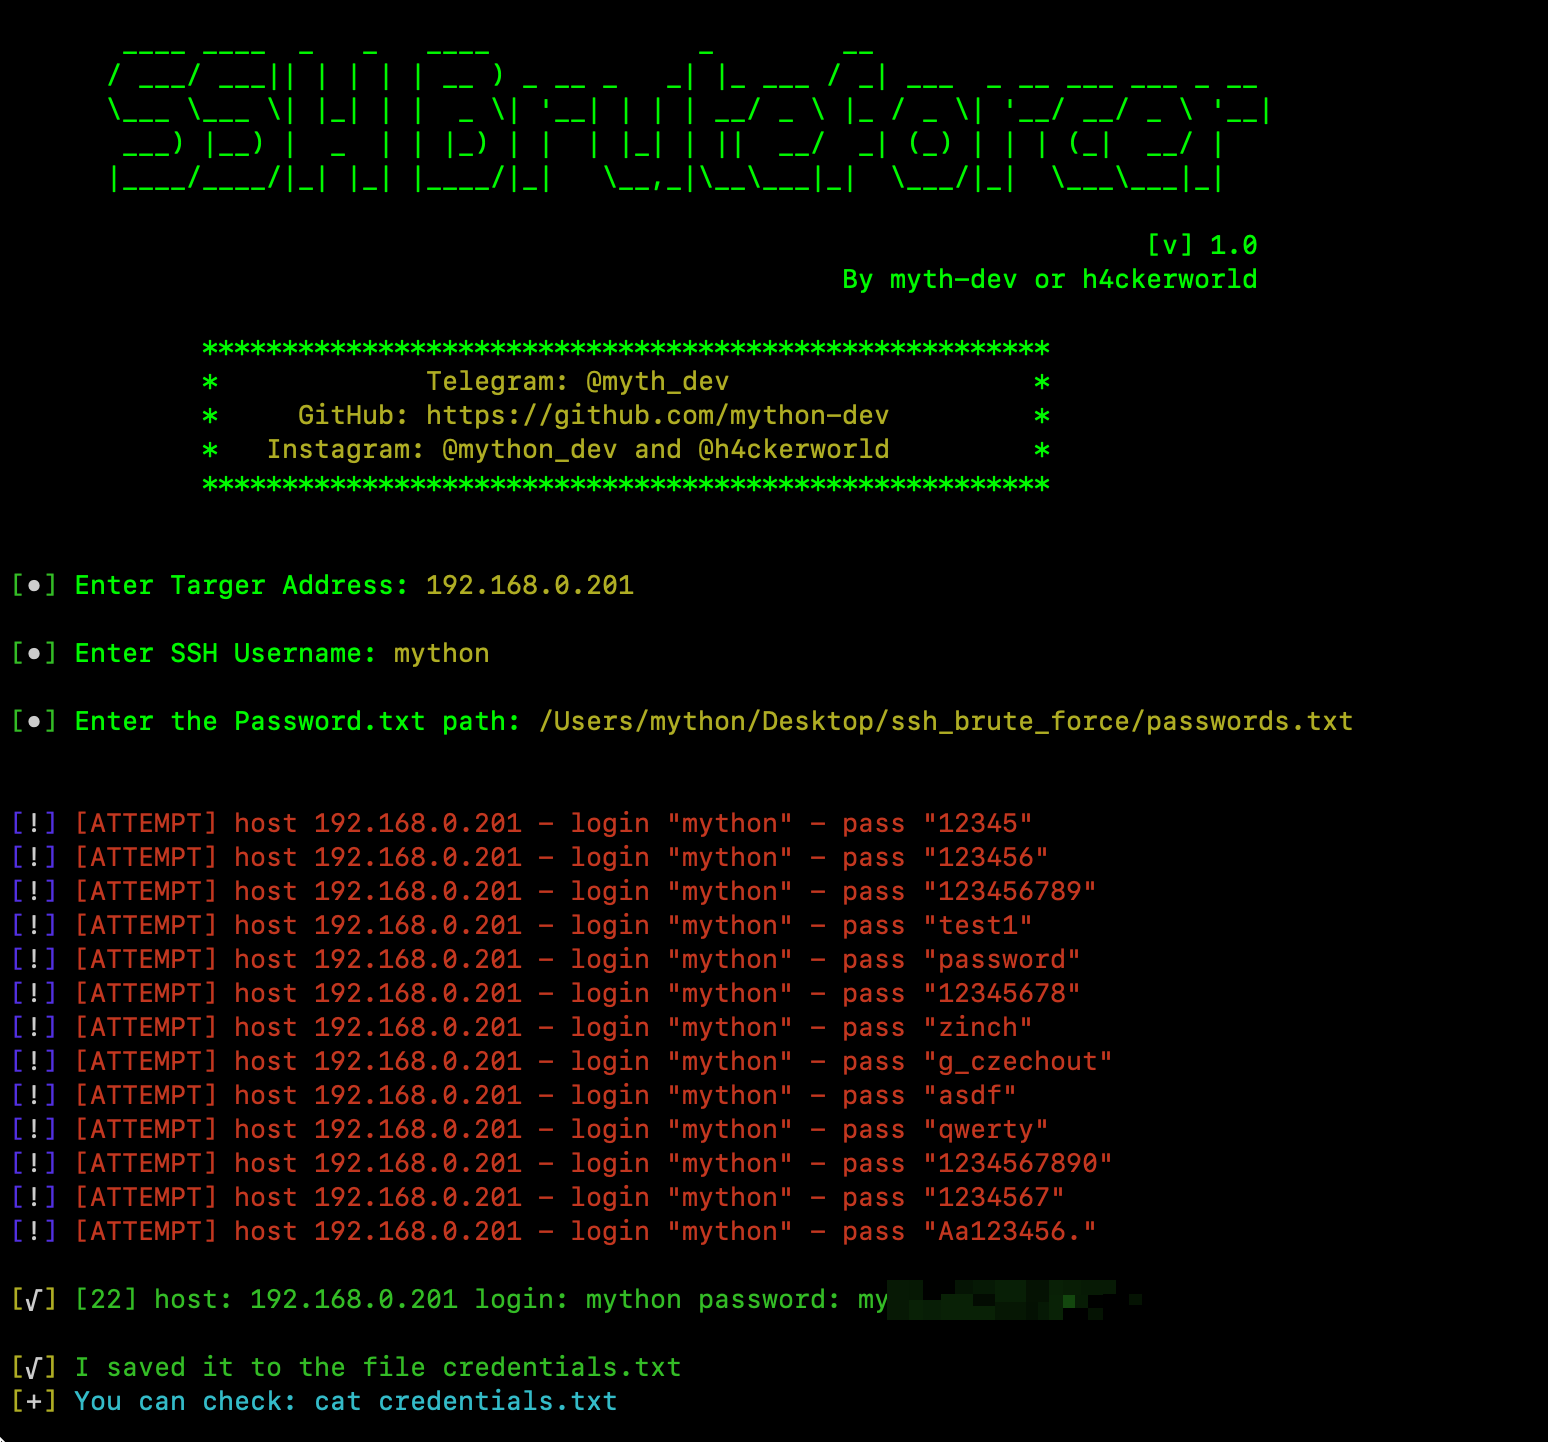 SSH Bruteforcer
[v] 1.0
By myth-dev or h4ckerworld
*****************************************************
* Telegram: @myth_dev *
* GitHub: https://github.com/mython-dev *
* Instagram: @mython_dev and @h4ckerworld *
*****************************************************
[●] Enter Targer Address: 192.168.0.201
[●] Enter SSH Username: mython
[●] Enter the Password.txt path: /Users/mython/Desktop/ssh_brute_force/passwords.txt
[!] [ATTEMPT] host 192.168.0.201 - login "mython" - pass "12345"
[!] [ATTEMPT] host 192.168.0.201 - login "mython" - pass "123456"
[!] [ATTEMPT] host 192.168.0.201 - login "mython" - pass "123456789"
[!] [ATTEMPT] host 192.168.0.201 - login "mython" - pass "test1"
[!] [ATTEMPT] host 192.168.0.201 - login "mython" - pass "password"
[!] [ATTEMPT] host 192.168.0.201 - login "mython" - pass "12345678"
[!] [ATTEMPT] host 192.168.0.201 - login "mython" - pass "zinch"
[!] [ATTEMPT] host 192.168.0.201 - login "mython" - pass "g_czechout"
[!] [ATTEMPT] host 192.168.0.201 - login "mython" - pass "asdf"
[!] [ATTEMPT] host 192.168.0.201 - login "mython" - pass "qwerty"
[!] [ATTEMPT] host 192.168.0.201 - login "mython" - pass "1234567890"
[!] [ATTEMPT] host 192.168.0.201 - login "mython" - pass "1234567"
[!] [ATTEMPT] host 192.168.0.201 - login "mython" - pass "Aa123456."
[√] [22] host: 192.168.0.201 login: mython password: my
[√] I saved it to the file credentials.txt
[+] You can check: cat credentials.txt